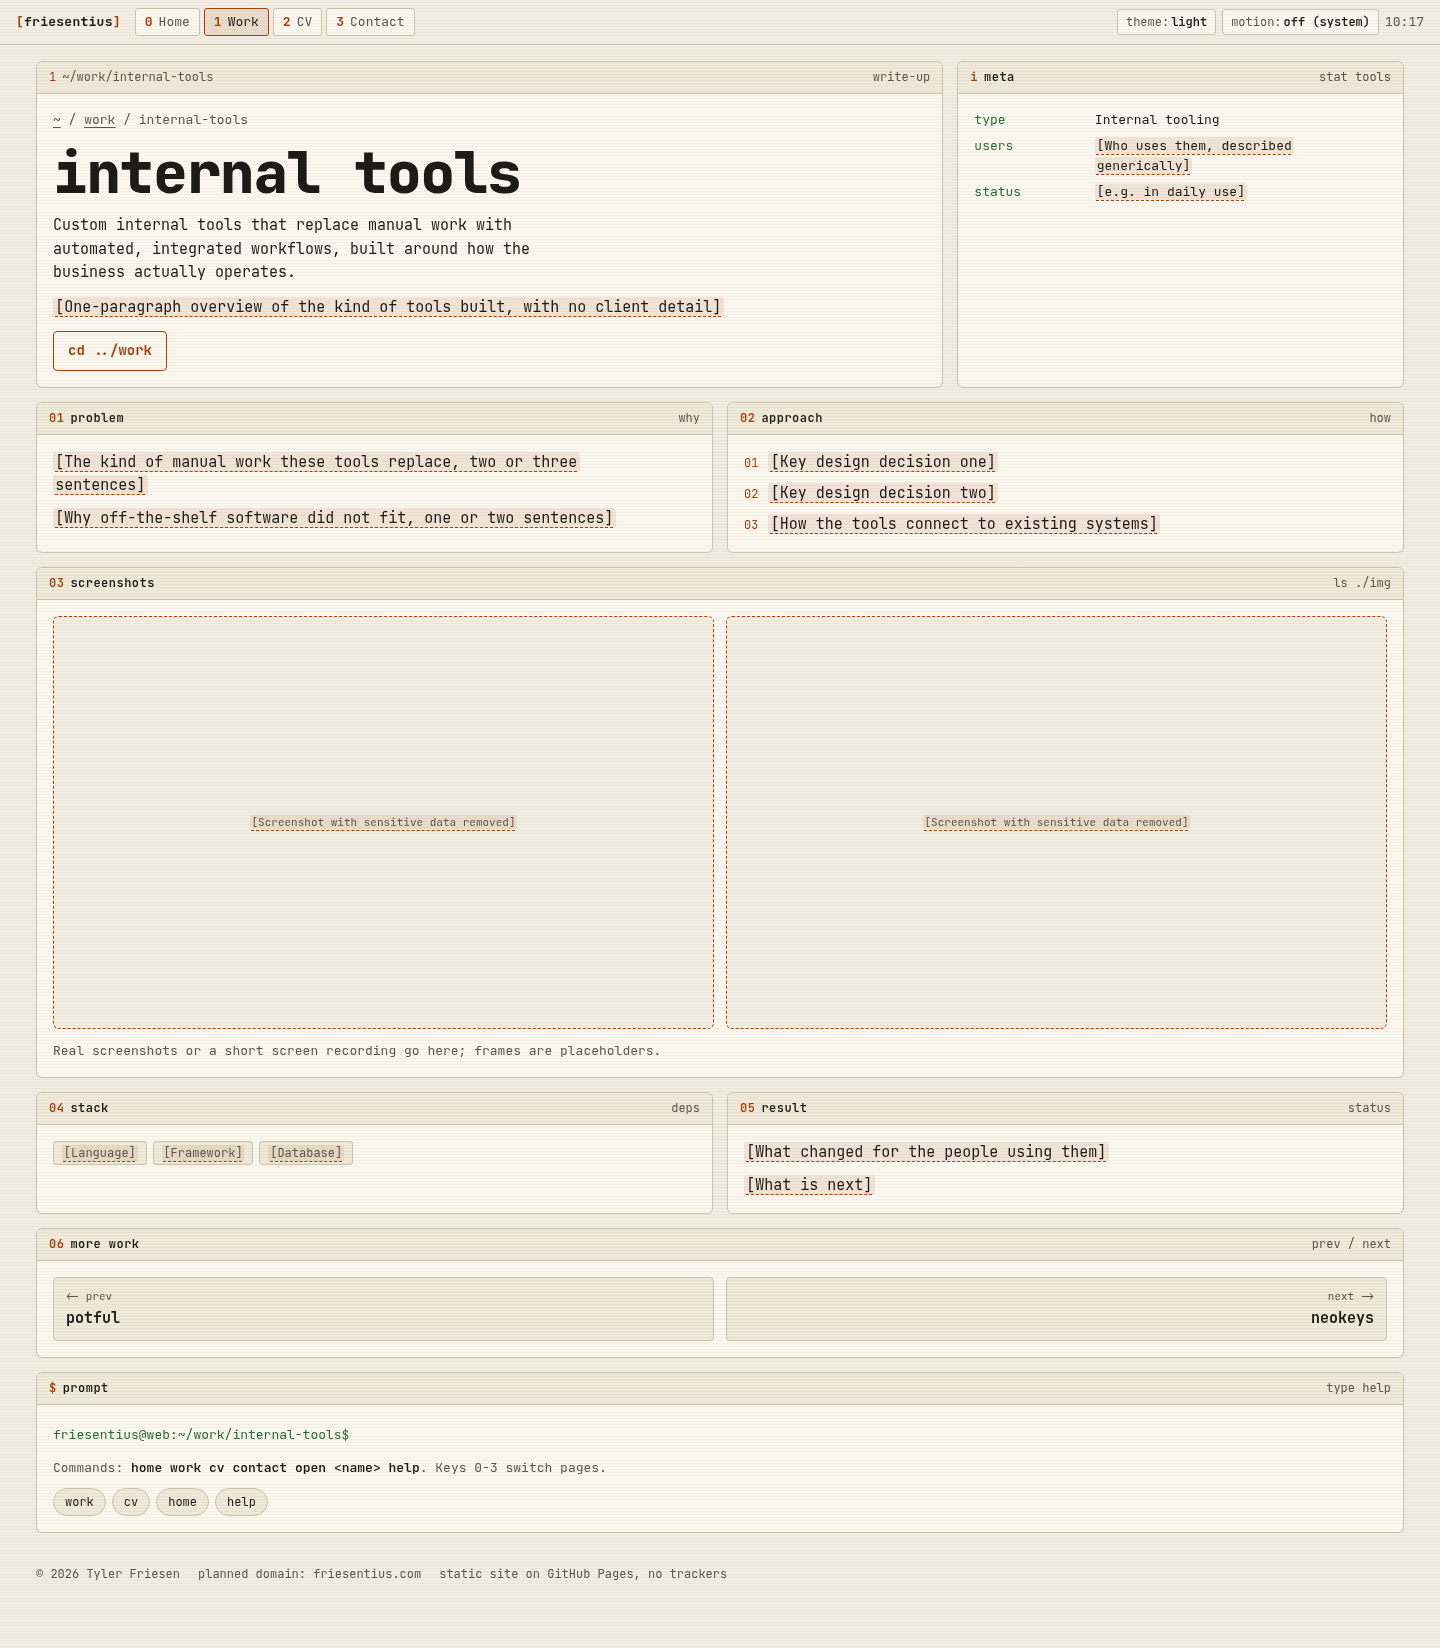 [friesentius] 0 Home 1 Work 2 CV 3 Contact theme:light motion:off (system) 10:17
1 ~/work/internal-tools write-up
~ / work / internal-tools
internal tools
Custom internal tools that replace manual work with
automated, integrated workflows, built around how the
business actually operates.
[One-paragraph overview of the kind of tools built, with no client detail]
cd ../work
i meta stat tools
type Internal tooling
users [Who uses them, described
generically]
status [e.g. in daily use]
01 problem why
[The kind of manual work these tools replace, two or three
sentences]
[Why off-the-shelf software did not fit, one or two sentences]
02 approach how
01 [Key design decision one]
02 [Key design decision two]
03 [How the tools connect to existing systems]
03 screenshots ls ./img
[Screenshot with sensitive data removed] [Screenshot with sensitive data removed]
Real screenshots or a short screen recording go here; frames are placeholders.
04 stack deps
[Language] [Framework] [Database]
05 result status
[What changed for the people using them]
[What is next]
06 more work prev / next
← prev
potful
next →
neokeys
$ prompt type help
friesentius@web:~/work/internal-tools$
Commands: home work cv contact open <name> help. Keys 0-3 switch pages.
work cv home help
© 2026 Tyler Friesen planned domain: friesentius.com static site on GitHub Pages, no trackers